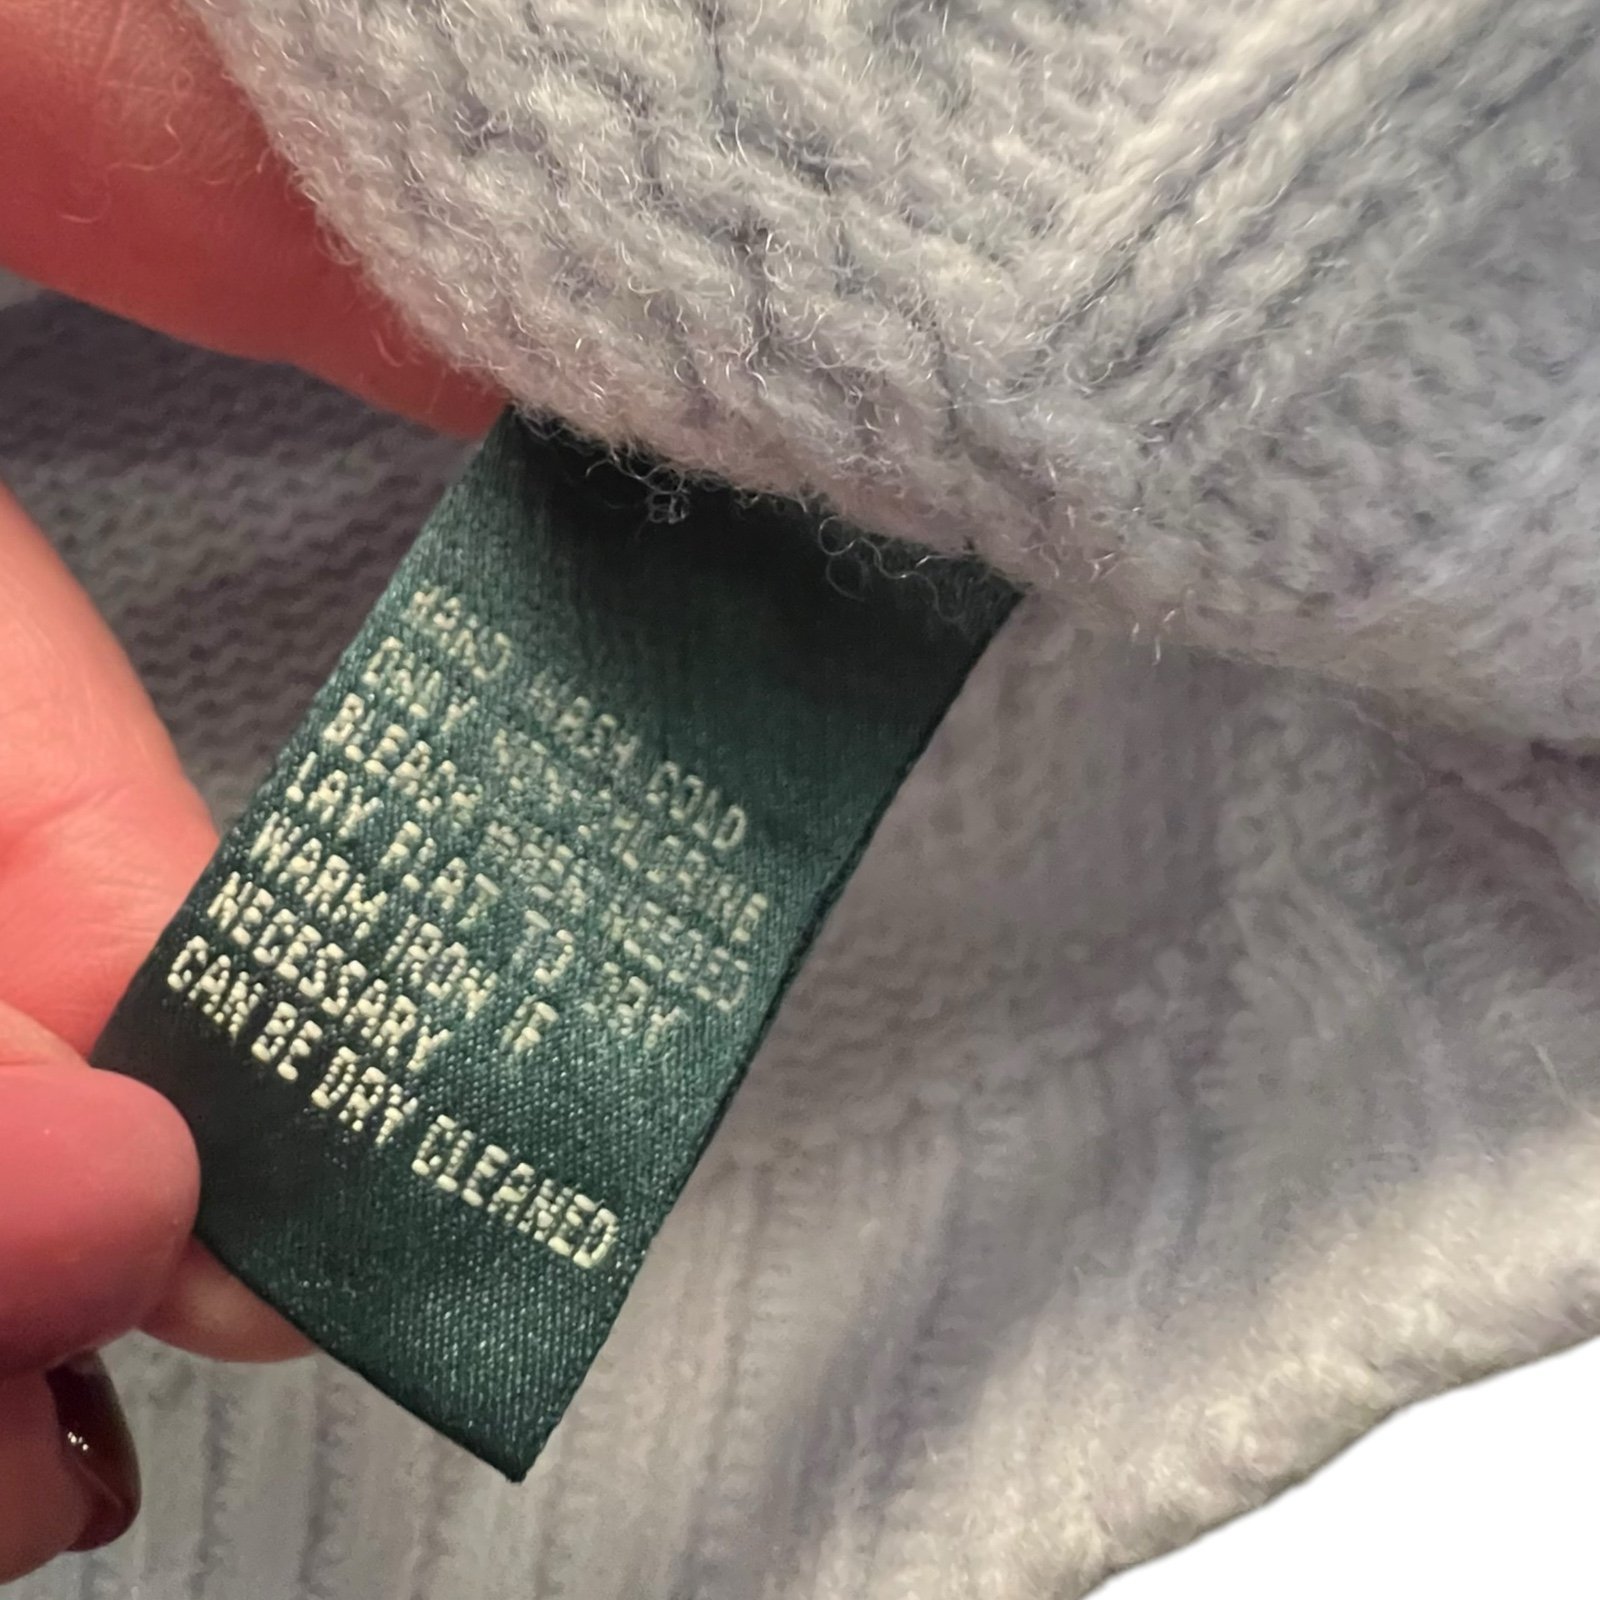 HAND WASH COLD
ONLY NON-CHLORINE
BLEACH WHEN NEEDED
LAY FLAT TO DRY
WARM IRON IF
NECESSARY
CAN BE DRY CLEANED